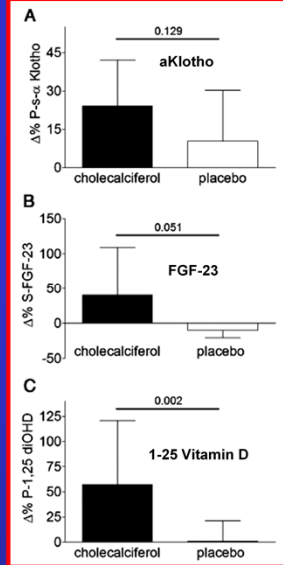 A
0.129
aKlotho
Δ% P-s-α Klotho
45
30
15
0
cholecalciferol placebo
B
0.051
FGF-23
Δ% S-FGF-23
150
100
50
0
-50
cholecalciferol placebo
C
0.002
1-25 Vitamin D
Δ% P-1,25 diOHD
125
100
75
50
25
0
cholecalciferol placebo